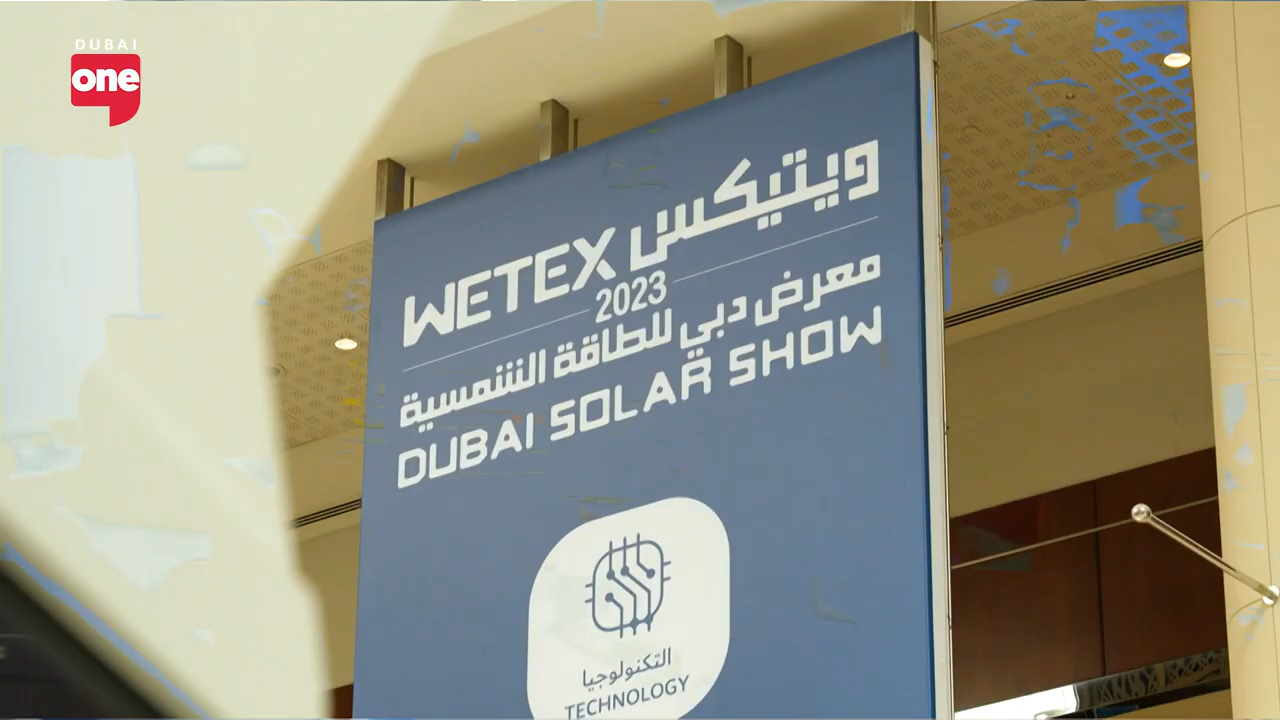 DUBAI
one
ويتيكس
WETEX
2023
معرض دبي للطاقة الشمسية
DUBAI SOLAR SHOW
التكنولوجيا
TECHNOLOGY